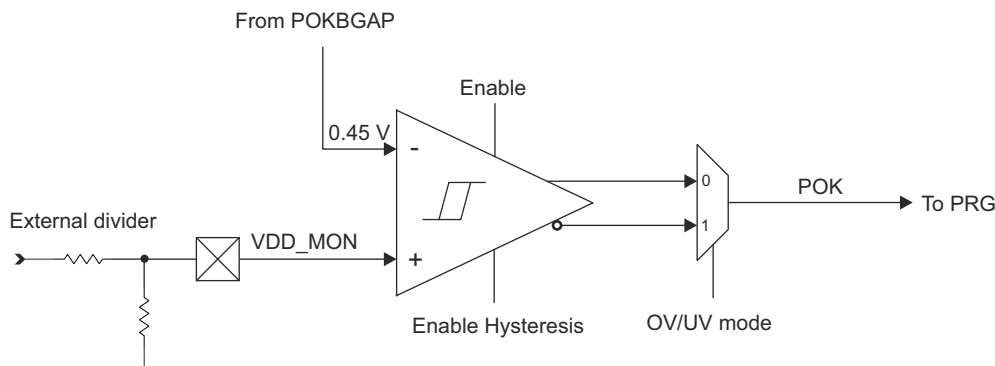 From POKBGAP
Enable
0.45 V
-
0
POK
To PRG
External divider
VDD_MON
1
+
OV/UV mode
Enable Hysteresis